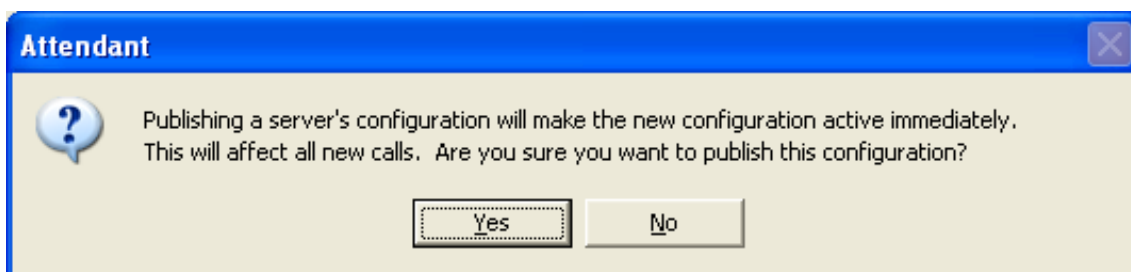 Attendant
Publishing a server's configuration will make the new configuration active immediately.
This will affect all new calls.  Are you sure you want to publish this configuration?
Yes
No